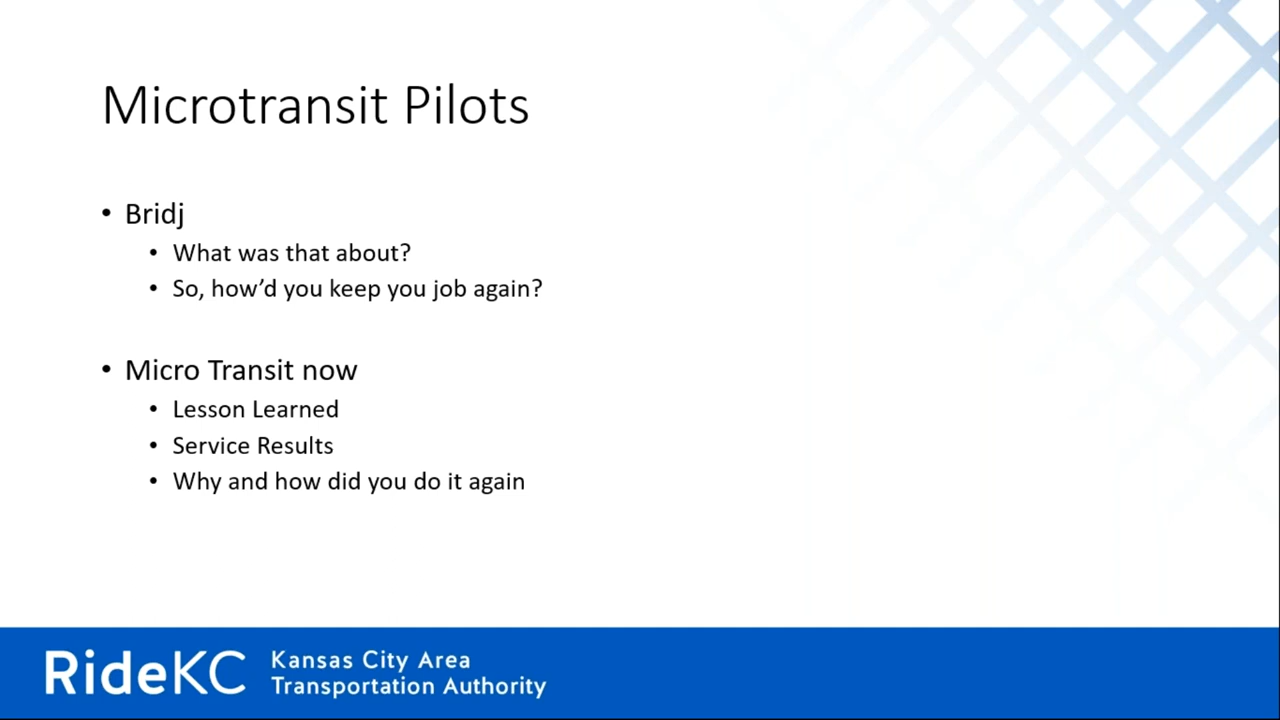 Microtransit Pilots
• Bridj
• What was that about?
• So, how’d you keep you job again?
• Micro Transit now
• Lesson Learned
• Service Results
• Why and how did you do it again
RideKC Kansas City Area
Transportation Authority